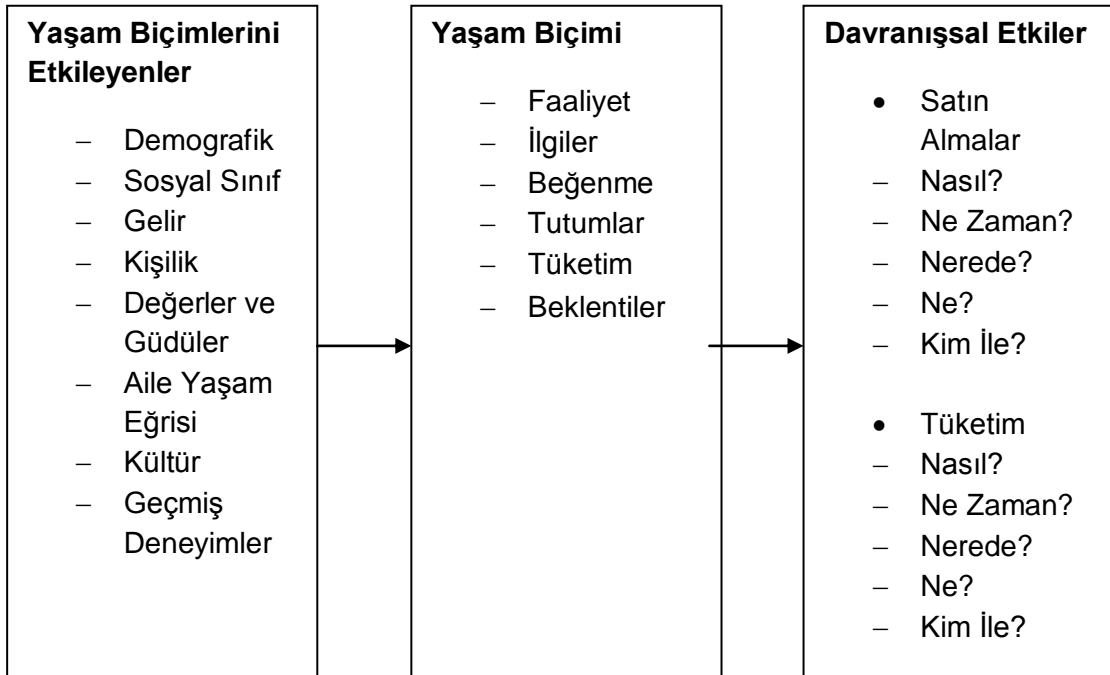 Yaşam Biçimlerini
Etkileyenler
– Demografik
– Sosyal Sınıf
– Gelir
– Kişilik
– Değerler ve
Güdüler
– Aile Yaşam
Eğrisi
– Kültür
– Geçmiş
Deneyimler
Yaşam Biçimi
– Faaliyet
– İlgiler
– Beğenme
– Tutumlar
– Tüketim
– Beklentiler
Davranışsal Etkiler
• Satın
Almalar
– Nasıl?
– Ne Zaman?
– Nerede?
– Ne?
– Kim İle?
• Tüketim
– Nasıl?
– Ne Zaman?
– Nerede?
– Ne?
– Kim İle?